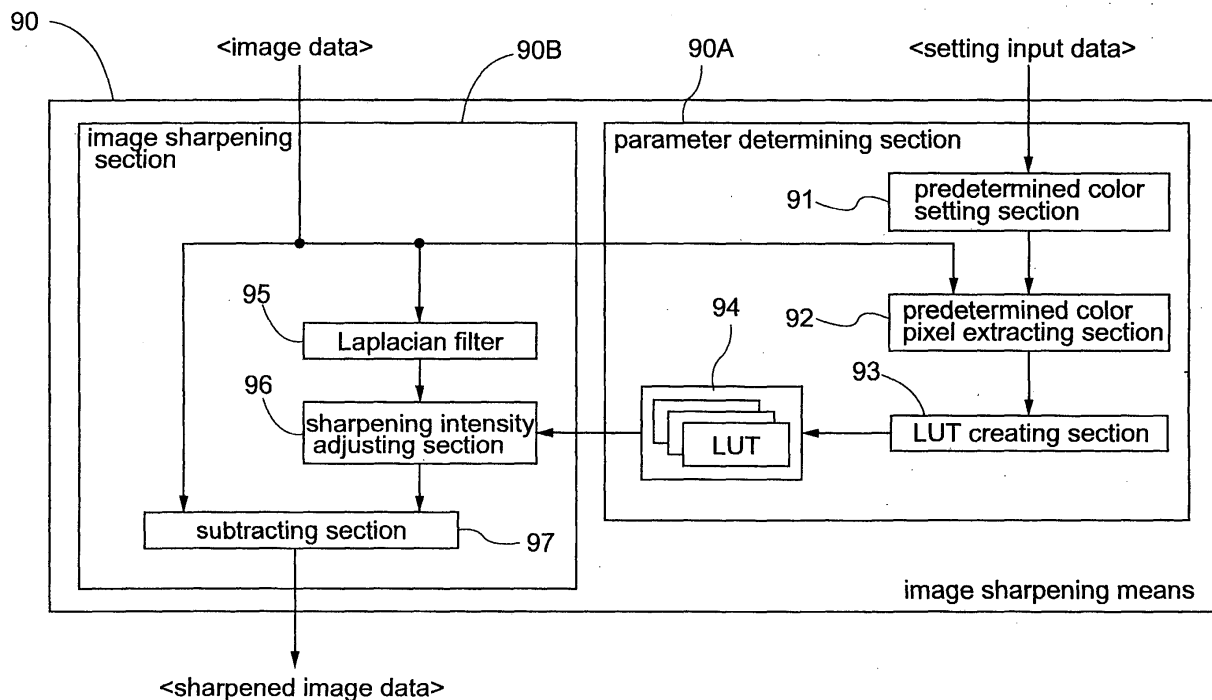 90
<image data>
90B
90A
<setting input data>
image sharpening
section
parameter determining section
91
predetermined color
setting section
95
92
predetermined color
pixel extracting section
94
Laplacian filter
96
93
sharpening intensity
adjusting section
LUT
LUT creating section
subtracting section
97
image sharpening means
<sharpened image data>